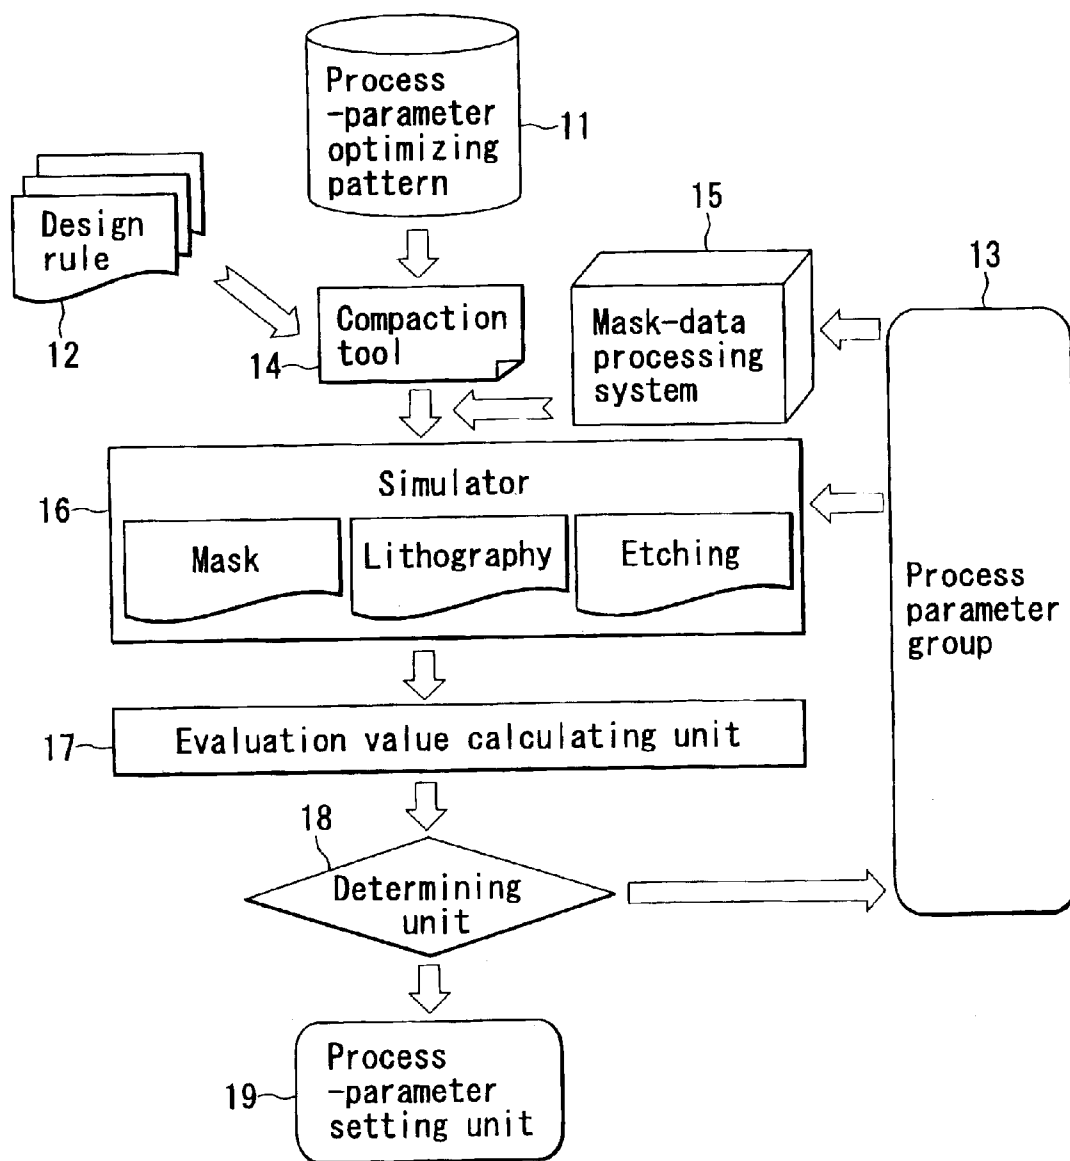 Process
-parameter
optimizing
pattern
11
Design
rule
12
15
13
Compaction
tool
14
Mask-data
processing
system
Simulator
16
Mask
Lithography
Etching
Process
parameter
group
Evaluation value calculating unit
17
18
Determining
unit
Process
-parameter
setting unit
19